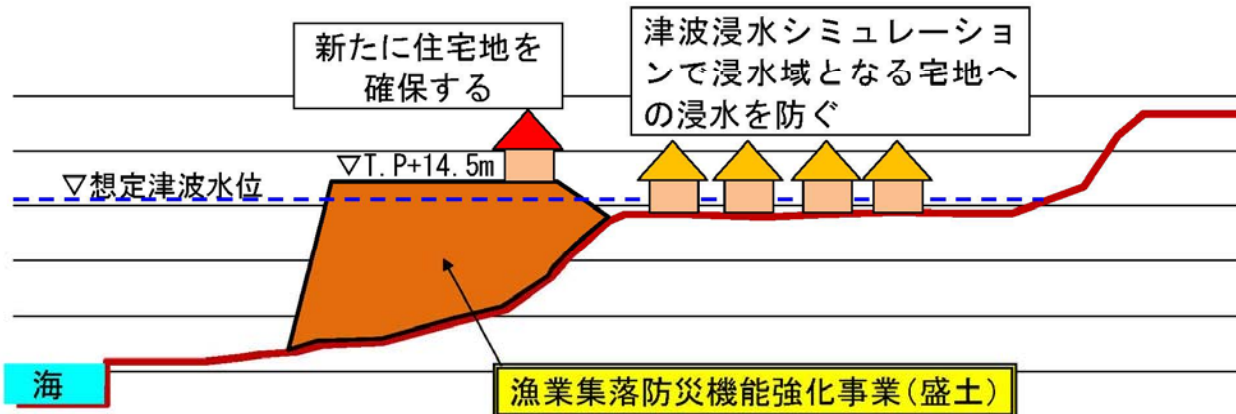 新たに住宅地を
確保する
津波浸水シミュレーショ
ンで浸水域となる宅地へ
の浸水を防ぐ
▽T.P+14.5m
▽想定津波水位
海
漁業集落防災機能強化事業(盛土)